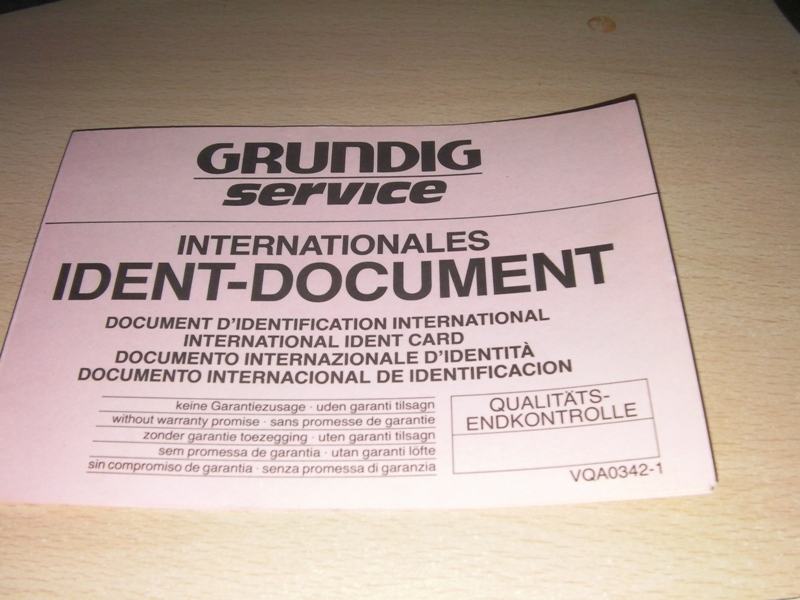 GRUNDIG
service
INTERNATIONALES
IDENT-DOCUMENT
DOCUMENT D'IDENTIFICATION INTERNATIONAL
INTERNATIONAL IDENT CARD
DOCUMENTO INTERNAZIONALE D'IDENTITÀ
DOCUMENTO INTERNACIONAL DE IDENTIFICACION
keine Garantiezusage · uden garanti tilsagn
without warranty promise · sans promesse de garantie
zonder garantie toezegging · uten garanti tilsagn
sem promessa de garantia · utan garanti löfte
sin compromiso de garantia · senza promessa di garanzia
QUALITÄTS-
ENDKONTROLLE
VQA0342-1